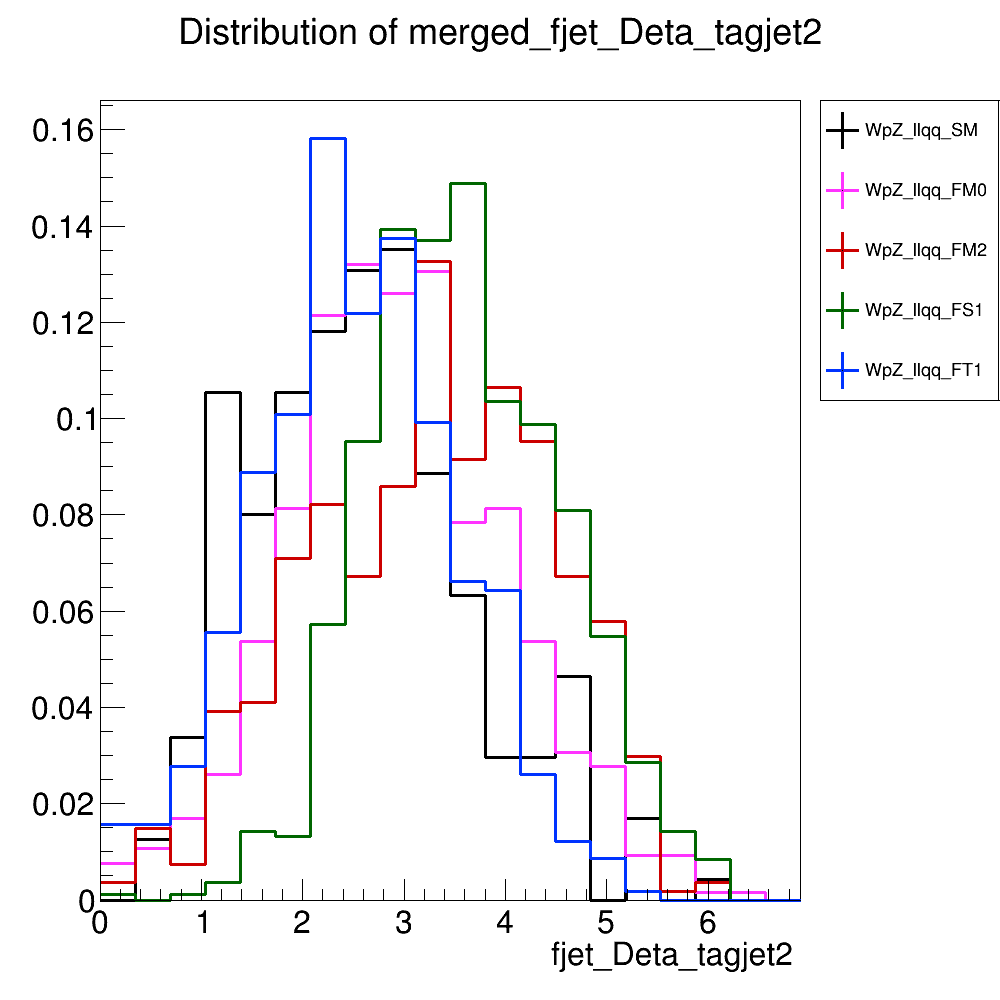 Distribution of merged_fjet_Deta_tagjet2
0.16
0.14
0.12
0.1
0.08
0.06
0.04
0.02
0
0 1 2 3 4 5 6
fjet_Deta_tagjet2
WpZ_llqq_SM
WpZ_llqq_FM0
WpZ_llqq_FM2
WpZ_llqq_FS1
WpZ_llqq_FT1